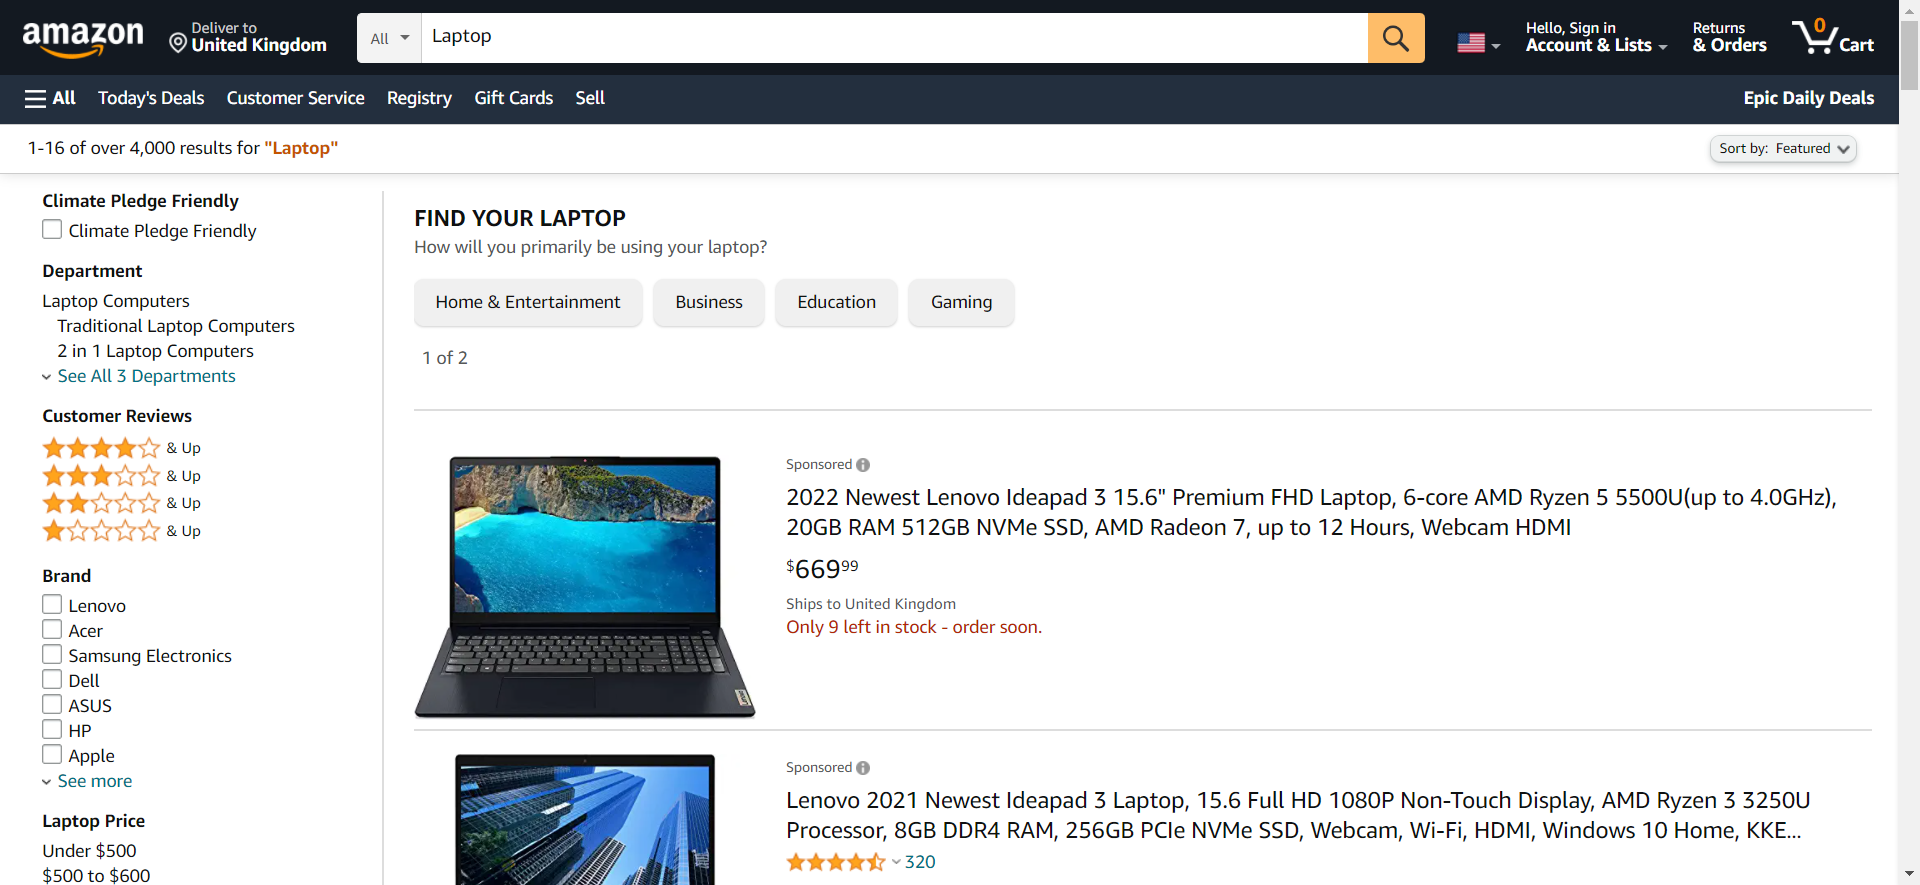 amazon
Deliver to
United Kingdom
All
Laptop
Hello, Sign in
Account & Lists
Returns
& Orders
0
Cart
All
Today's Deals
Customer Service
Registry
Gift Cards
Sell
Epic Daily Deals
1-16 of over 4,000 results for "Laptop"
Sort by: Featured
Climate Pledge Friendly
Climate Pledge Friendly
Department
Laptop Computers
Traditional Laptop Computers
2 in 1 Laptop Computers
See All 3 Departments
Customer Reviews
& Up
& Up
& Up
& Up
Brand
Lenovo
Acer
Samsung Electronics
Dell
ASUS
HP
Apple
See more
Laptop Price
Under $500
$500 to $600
FIND YOUR LAPTOP
How will you primarily be using your laptop?
Home & Entertainment
Business
Education
Gaming
1 of 2
Sponsored
2022 Newest Lenovo Ideapad 3 15.6" Premium FHD Laptop, 6-core AMD Ryzen 5 5500U(up to 4.0GHz),
20GB RAM 512GB NVMe SSD, AMD Radeon 7, up to 12 Hours, Webcam HDMI
$669 99
Ships to United Kingdom
Only 9 left in stock - order soon.
Sponsored
Lenovo 2021 Newest Ideapad 3 Laptop, 15.6 Full HD 1080P Non-Touch Display, AMD Ryzen 3 3250U
Processor, 8GB DDR4 RAM, 256GB PCIe NVMe SSD, Webcam, Wi-Fi, HDMI, Windows 10 Home, KKE...
320